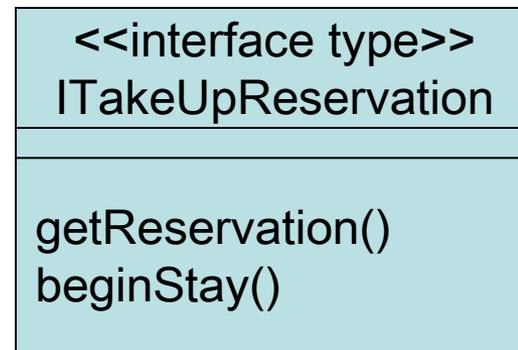 <<interface type>>
ITakeUpReservation
getReservation()
beginStay()